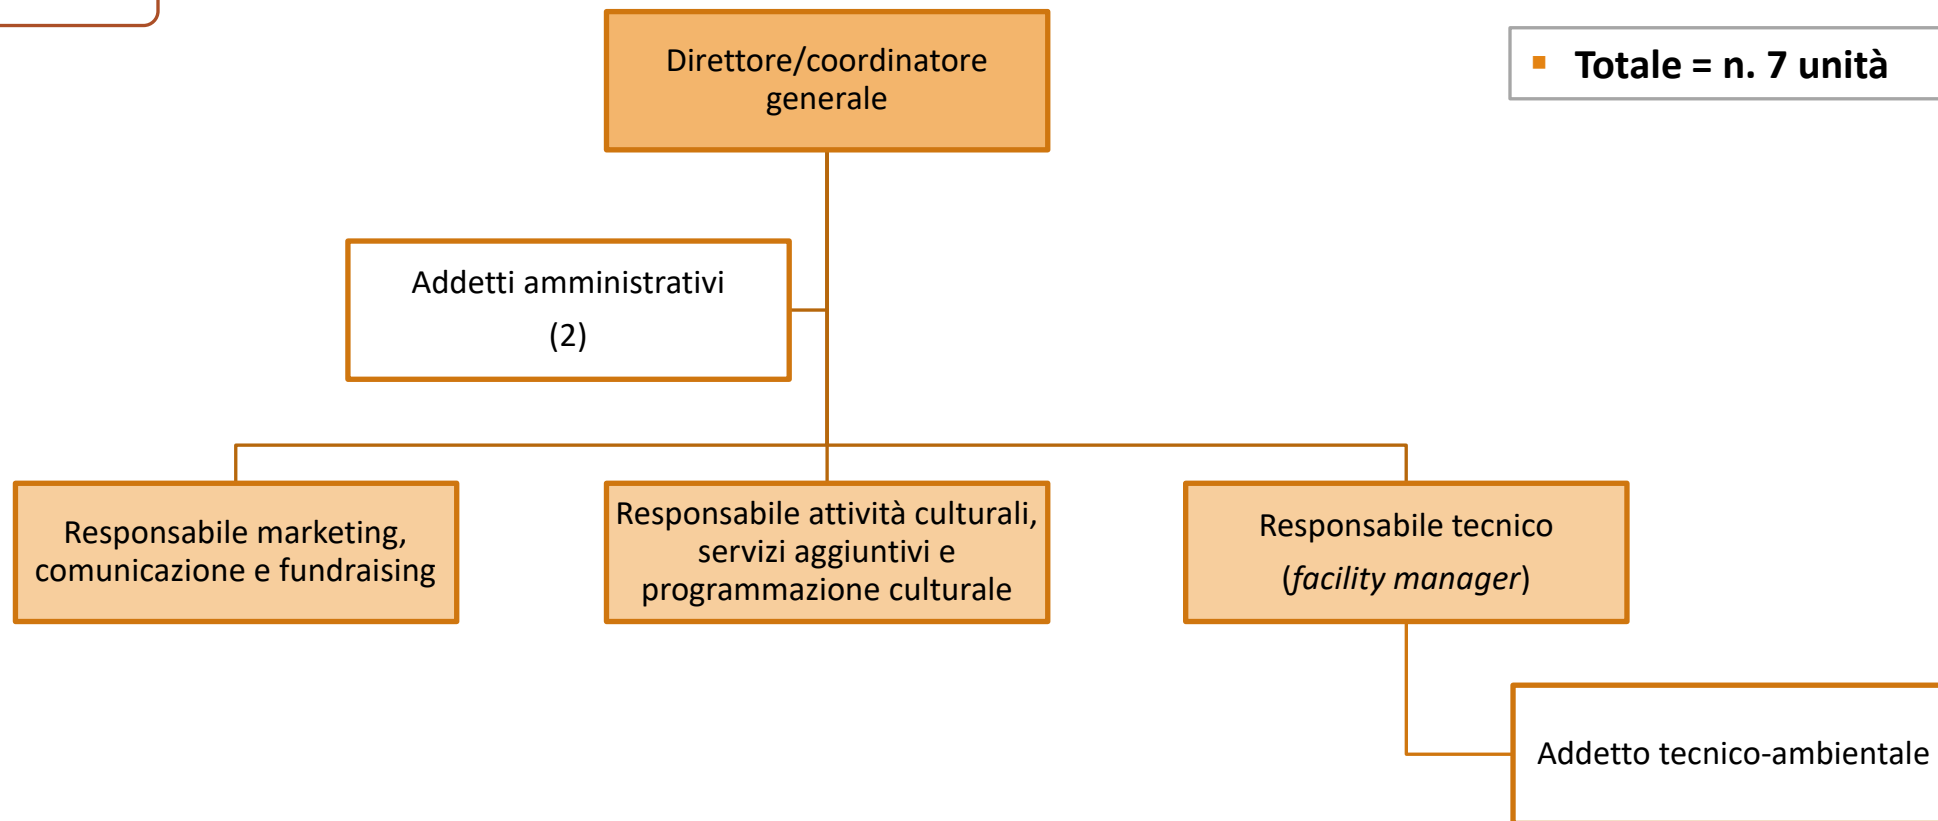 Direttore/coordinatore
generale
▪ Totale = n. 7 unità
Addetti amministrativi
(2)
Responsabile marketing,
comunicazione e fundraising
Responsabile attività culturali,
servizi aggiuntivi e
programmazione culturale
Responsabile tecnico
(facility manager)
Addetto tecnico-ambientale